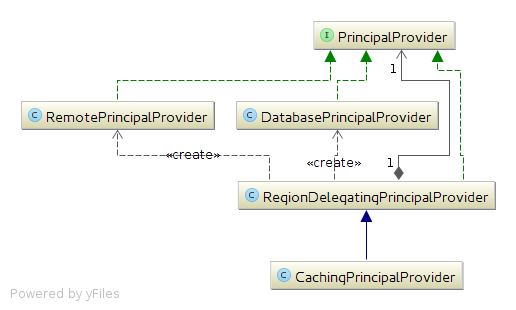 I PrincipalProvider
1
C RemotePrincipalProvider
C DatabasePrincipalProvider
«create»
«create»
1
C RegionDelegatingPrincipalProvider
C CachingPrincipalProvider
Powered by yFiles